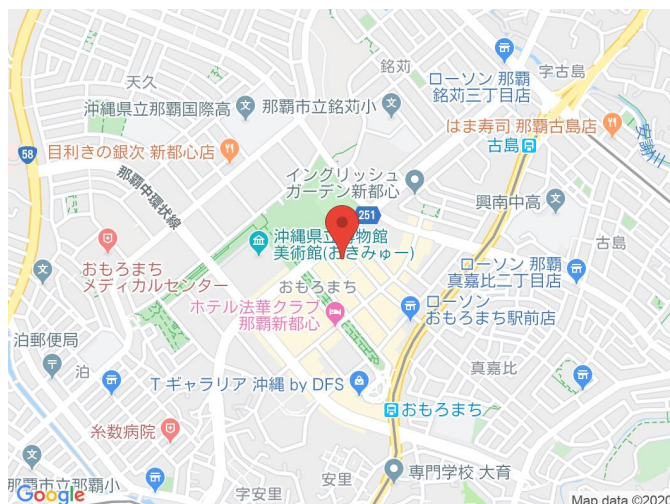 天久
銘苅
ローソン 那覇
銘苅三丁目店
字古島
沖縄県立那覇国際高
那覇市立銘苅小
安謝川
はま寿司 那覇古島店
古島
58
目利きの銀次 新都心店
那覇中環状線
イングリッシュ
ガーデン新都心
興南中高
251
沖縄県立博物館
美術館(おきみゅー)
古島
おもろまち
メディカルセンター
おもろまち
ローソン 那覇
真嘉比二丁目店
ホテル法華クラブ
那覇新都心
ローソン
おもろまち駅前店
泊郵便局
泊
真嘉比
T ギャラリア 沖縄 by DFS
おもろまち
糸数病院
安里
専門学校 大育
那覇市立那覇小
字安里
Google
Map data ©2020